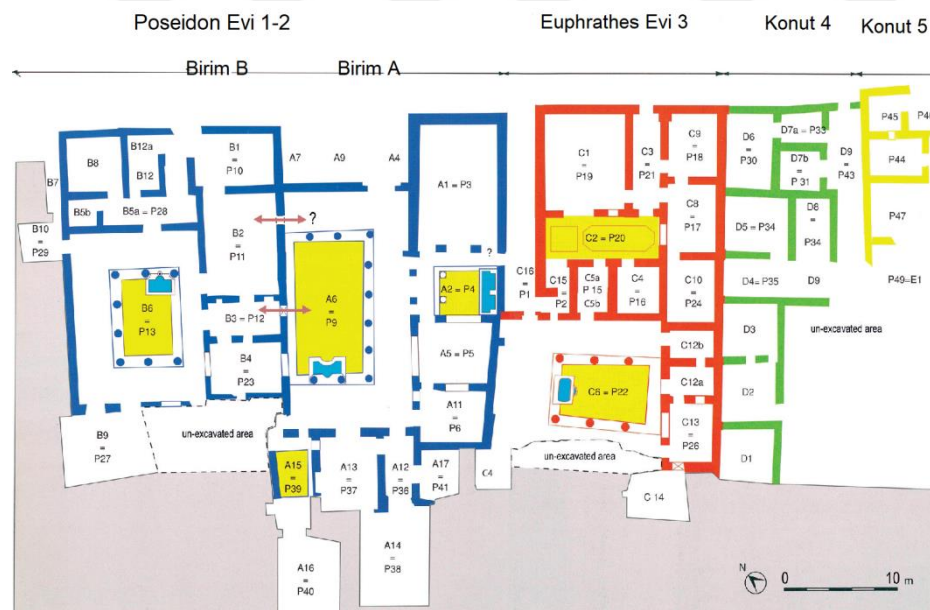 Poseidon Evi 1-2
Euphrathes Evi 3
Konut 4
Konut 5
Birim B
Birim A
B7
B8
B12a
B12
B5b
B5a = P28
B10
=
P29
B1
=
P10
A7
A9
A4
B2
=
P11
?
B6
=
P13
B3 = P12
B4
=
P23
B9
=
P27
un-excavated area
A6
=
P9
A1 = P3
?
A2 = P4
A5 = P5
A11
=
P6
A15
=
P39
A13
=
P37
A12
=
P36
A17
=
P41
A16
=
P40
A14
=
P38
C4
C1
=
P19
C3
=
P21
C9
=
P18
C2 = P20
C8
=
P17
C16
=
P1
C15
=
P2
C5a
P 15
C5b
C4
=
P16
C10
=
P24
C12b
C6 = P22
C12a
C13
=
P26
un-excavated area
C 14
D6
=
P30
D7a = P33
D7b
=
P 31
D9
=
P43
D5 = P34
D8
=
P34
D4= P35
D9
D3
D2
D1
un-excavated area
P45
P44
P47
P49=E1
N
0
10
m